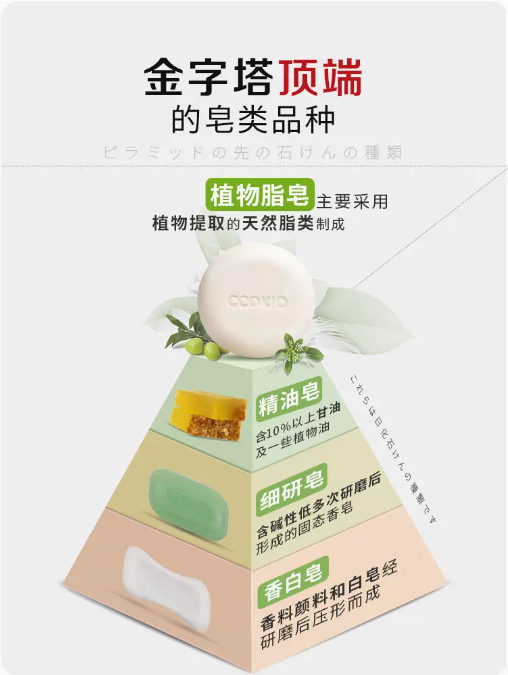 金字塔顶端
的皂类品种
ピラミッドの先の石けんの種類
植物脂皂主要采用
植物提取的天然脂类制成
CCOKIO
精油皂
含10%以上甘油
及一些植物油
细研皂
含碱性低多次研磨后
形成的固态香皂
香白皂
香料颜料和白皂经
研磨后压形而成
これらは日化石けんの種類です